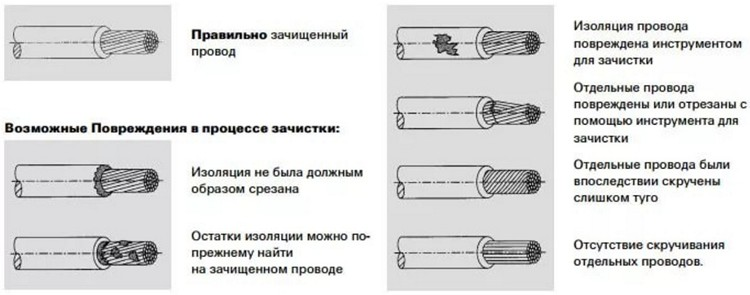 Правильно зачищенный
провод
Возможные Повреждения в процессе зачистки:
Изоляция не была должным
образом срезана
Остатки изоляции можно по-
прежнему найти
на зачищенном проводе
Изоляция провода
повреждена инструментом
для зачистки
Отдельные провода
повреждены или отрезаны с
помощью инструмента для
зачистки
Отдельные провода были
впоследствии скручены
слишком туго
Отсутствие скручивания
отдельных проводов.